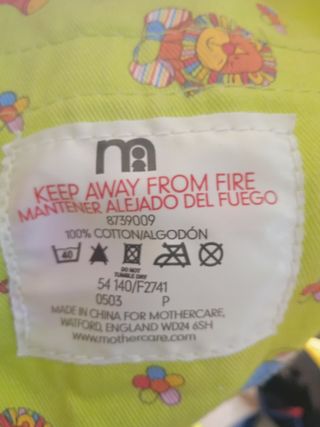 m
KEEP AWAY FROM FIRE
MANTENER ALEJADO DEL FUEGO
8739009
100% COTTON/ALGODÓN
40
DO NOT
TUMBLE DRY
54 140/F2741
0503 P
MADE IN CHINA FOR MOTHERCARE,
WATFORD, ENGLAND WD24 6SH
www.mothercare.com